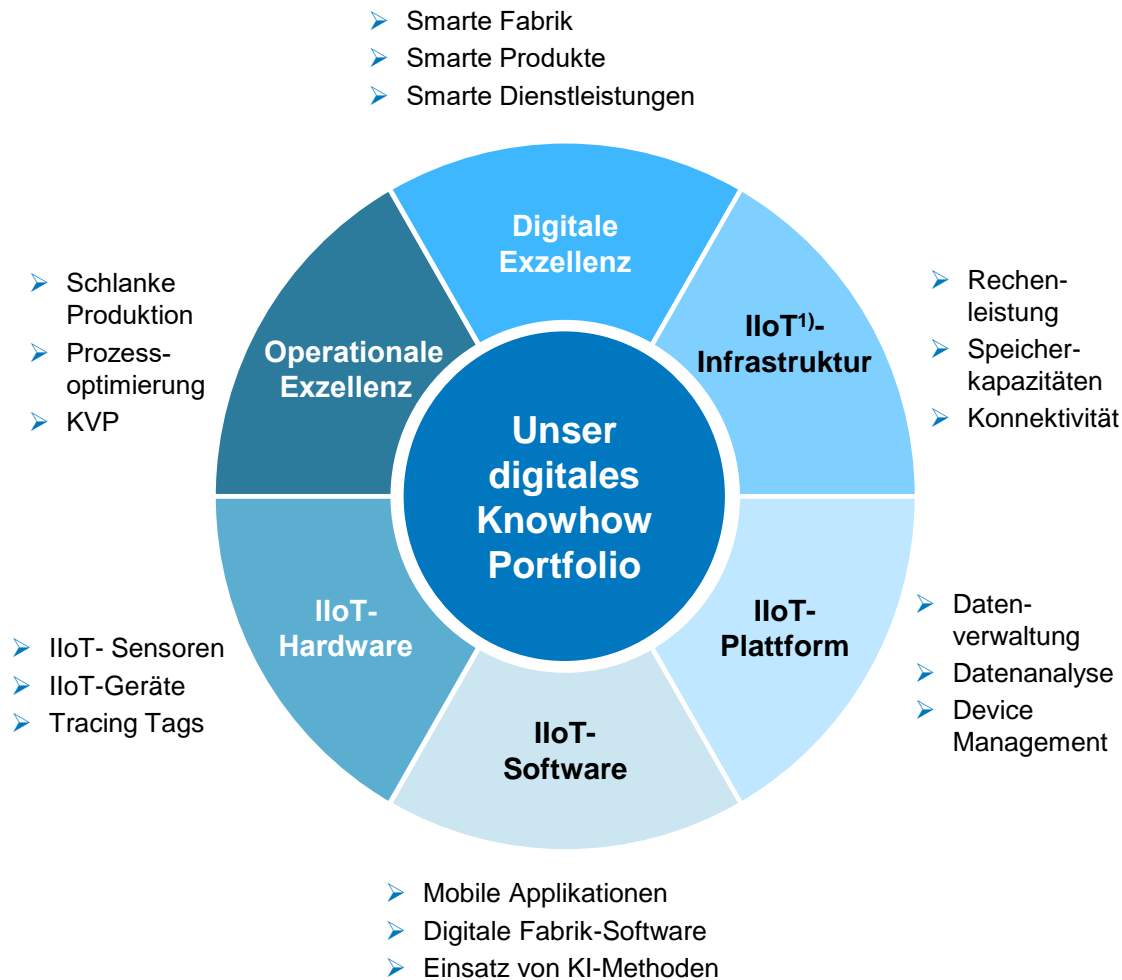 Smarte Fabrik
Smarte Produkte
Smarte Dienstleistungen
Digitale
Exzellenz
IIoT1)-
Infrastruktur
Rechen-
leistung
Speicher-
kapazitäten
Konnektivität
Schlanke
Produktion
Prozess-
optimierung
KVP
Operationale
Exzellenz
Unser
digitales
Knowhow
Portfolio
IIoT-
Hardware
IIoT- Sensoren
IIoT-Geräte
Tracing Tags
IIoT-
Plattform
Daten-
verwaltung
Datenanalyse
Device
Management
IIoT-
Software
Mobile Applikationen
Digitale Fabrik-Software
Einsatz von KI-Methoden